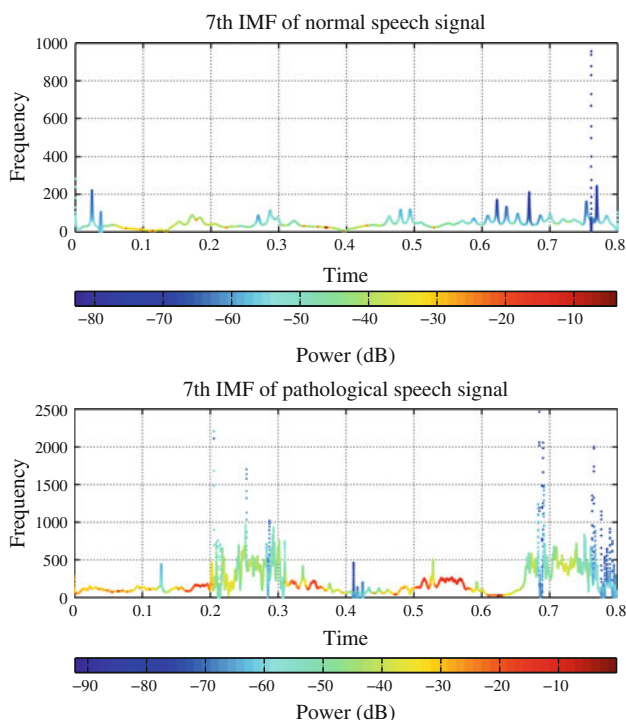 7th IMF of normal speech signal
1000
800
600
400
200
0
Frequency
0 0.1 0.2 0.3 0.4 0.5 0.6 0.7 0.8
Time
−80 −70 −60 −50 −40 −30 −20 −10
Power (dB)
7th IMF of pathological speech signal
2500
2000
1500
1000
500
0
Frequency
0 0.1 0.2 0.3 0.4 0.5 0.6 0.7 0.8
Time
−90 −80 −70 −60 −50 −40 −30 −20 −10
Power (dB)